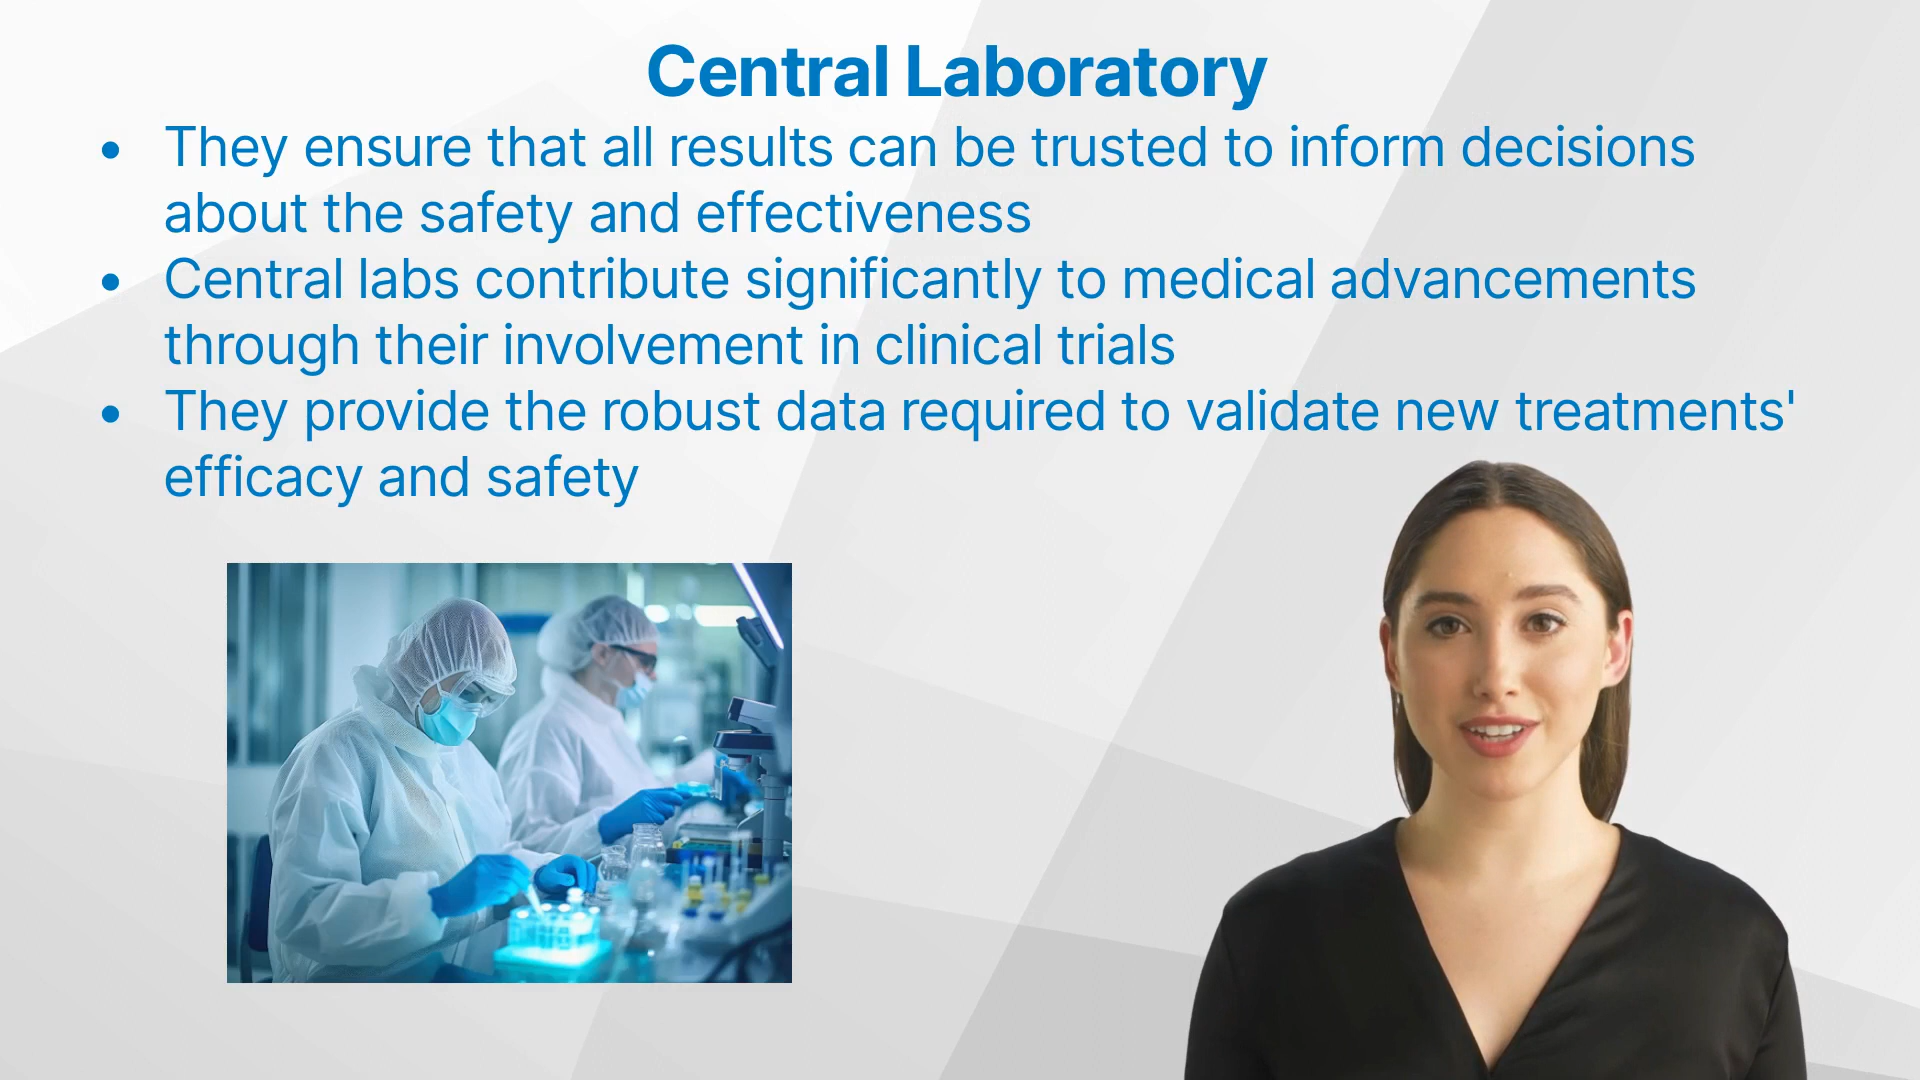 Central Laboratory
• They ensure that all results can be trusted to inform decisions
about the safety and effectiveness
• Central labs contribute significantly to medical advancements
through their involvement in clinical trials
• They provide the robust data required to validate new treatments'
efficacy and safety